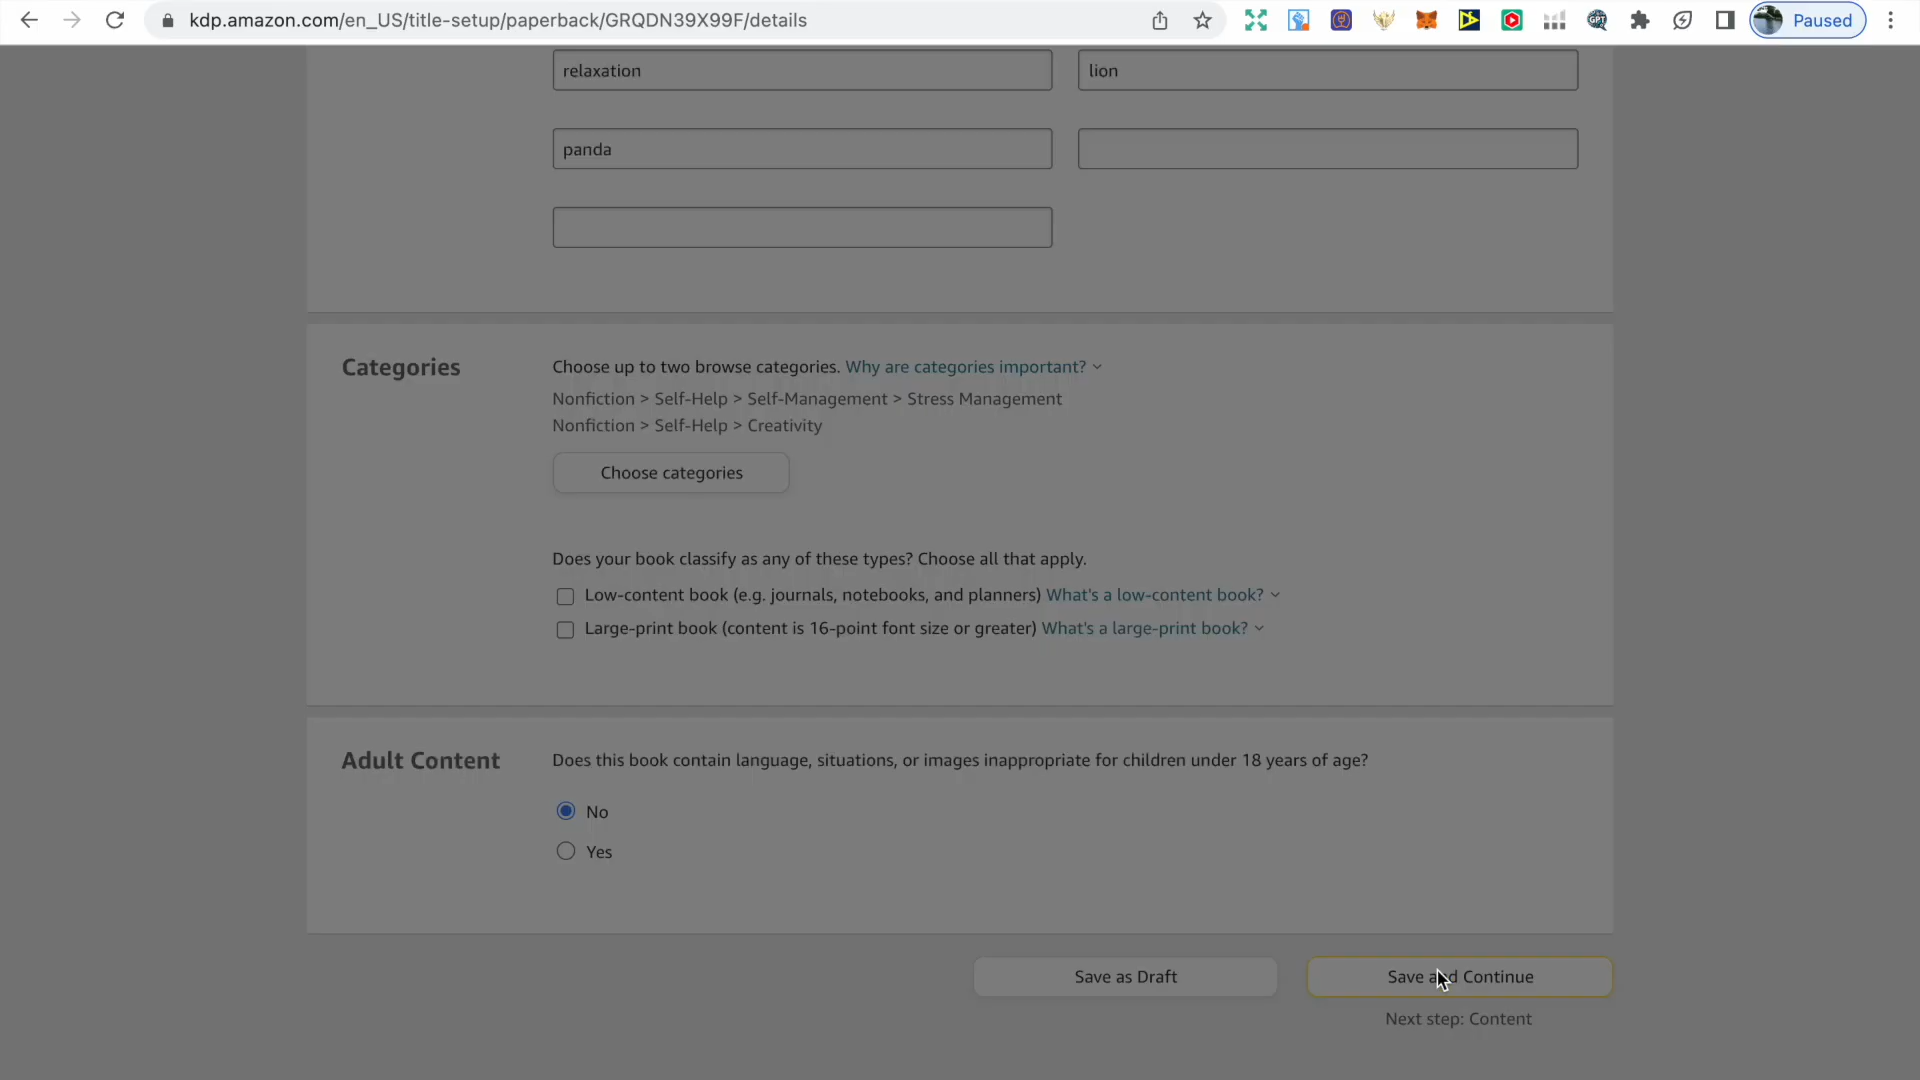 kdp.amazon.com/en_US/title-setup/paperback/GRQDN39X99F/details
GPT
Paused
relaxation
lion
panda
Categories
Choose up to two browse categories. Why are categories important?
Nonfiction > Self-Help > Self-Management > Stress Management
Nonfiction > Self-Help > Creativity
Choose categories
Does your book classify as any of these types? Choose all that apply.
Low-content book (e.g. journals, notebooks, and planners) What's a low-content book?
Large-print book (content is 16-point font size or greater) What's a large-print book?
Adult Content
Does this book contain language, situations, or images inappropriate for children under 18 years of age?
No
Yes
Save as Draft
Save and Continue
Next step: Content